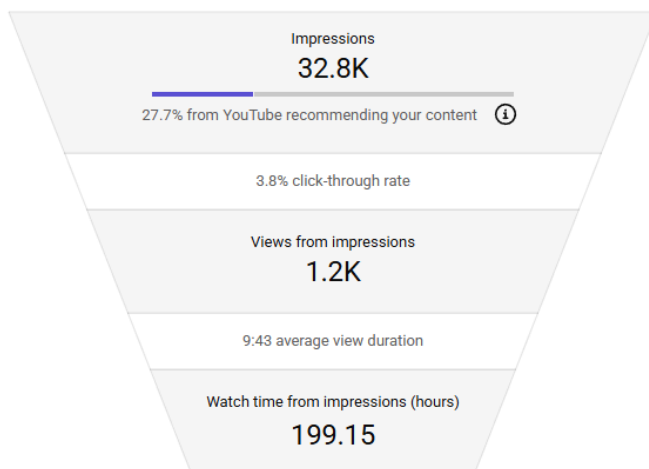 Impressions
32.8K
27.7% from YouTube recommending your content
3.8% click-through rate
Views from impressions
1.2K
9:43 average view duration
Watch time from impressions (hours)
199.15